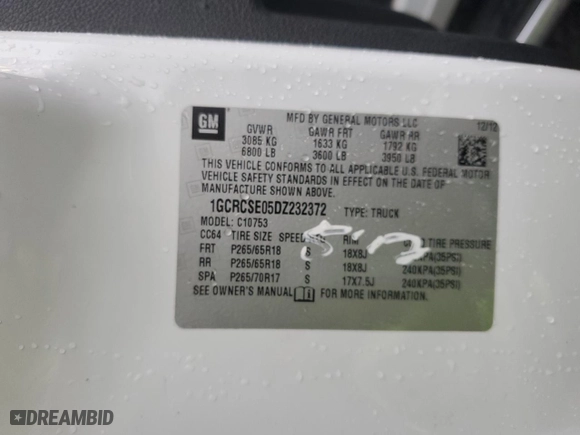 GM
MFD BY GENERAL MOTORS LLC
12/12
GVWR GAWR FRT GAWR RR
3085 KG 1633 KG 1792 KG
6800 LB 3600 LB 3950 LB
THIS VEHICLE CONFORMS TO ALL APPLICABLE U.S. FEDERAL MOTOR
VEHICLE SAFETY STANDARDS IN EFFECT ON THE DATE OF
MANUFACTURE SHOWN ABOVE.
1GCRCSE05DZ232372 TYPE: TRUCK
MODEL: C10753
CC64 TIRE SIZE SPEED RIM TIRE PRESSURE
FRT P265/65R18 S 18X8J (35PSI)
RR P265/65R18 S 18X8J 240KPA(35PSI)
SPA P265/70R17 S 17X7.5J 240KPA(35PSI)
SEE OWNER'S MANUAL FOR MORE INFORMATION.
DREAMBID